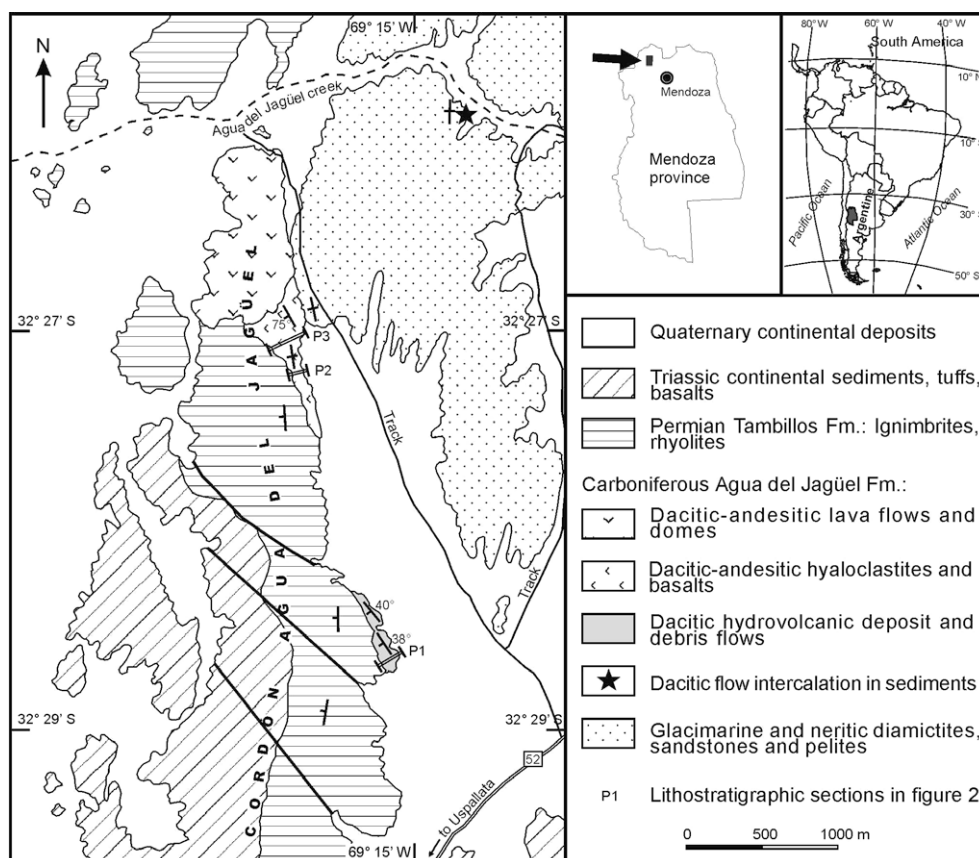 69° 15' W
N
Agua del Jagüel creek
32° 27' S
32° 27' S
75°
P3
P2
CORDÓN AGUA DEL JAGUEL
Track
Track
40°
38°
P1
32° 29' S
32° 29' S
52
to Uspallata
69° 15' W
Mendoza
Mendoza
province
80° W
60° W
40° W
South America
10° N
10° S
30° S
50° S
Pacific Ocean
Argentine
Atlantic Ocean
Quaternary continental deposits
Triassic continental sediments, tuffs,
basalts
Permian Tambillos Fm.: Ignimbrites,
rhyolites
Carboniferous Agua del Jagüel Fm.:
Dacitic-andesitic lava flows and
domes
Dacitic-andesitic hyaloclastites and
basalts
Dacitic hydrovolcanic deposit and
debris flows
Dacitic flow intercalation in sediments
Glacimarine and neritic diamictites,
sandstones and pelites
P1 Lithostratigraphic sections in figure 2
0 500 1000 m